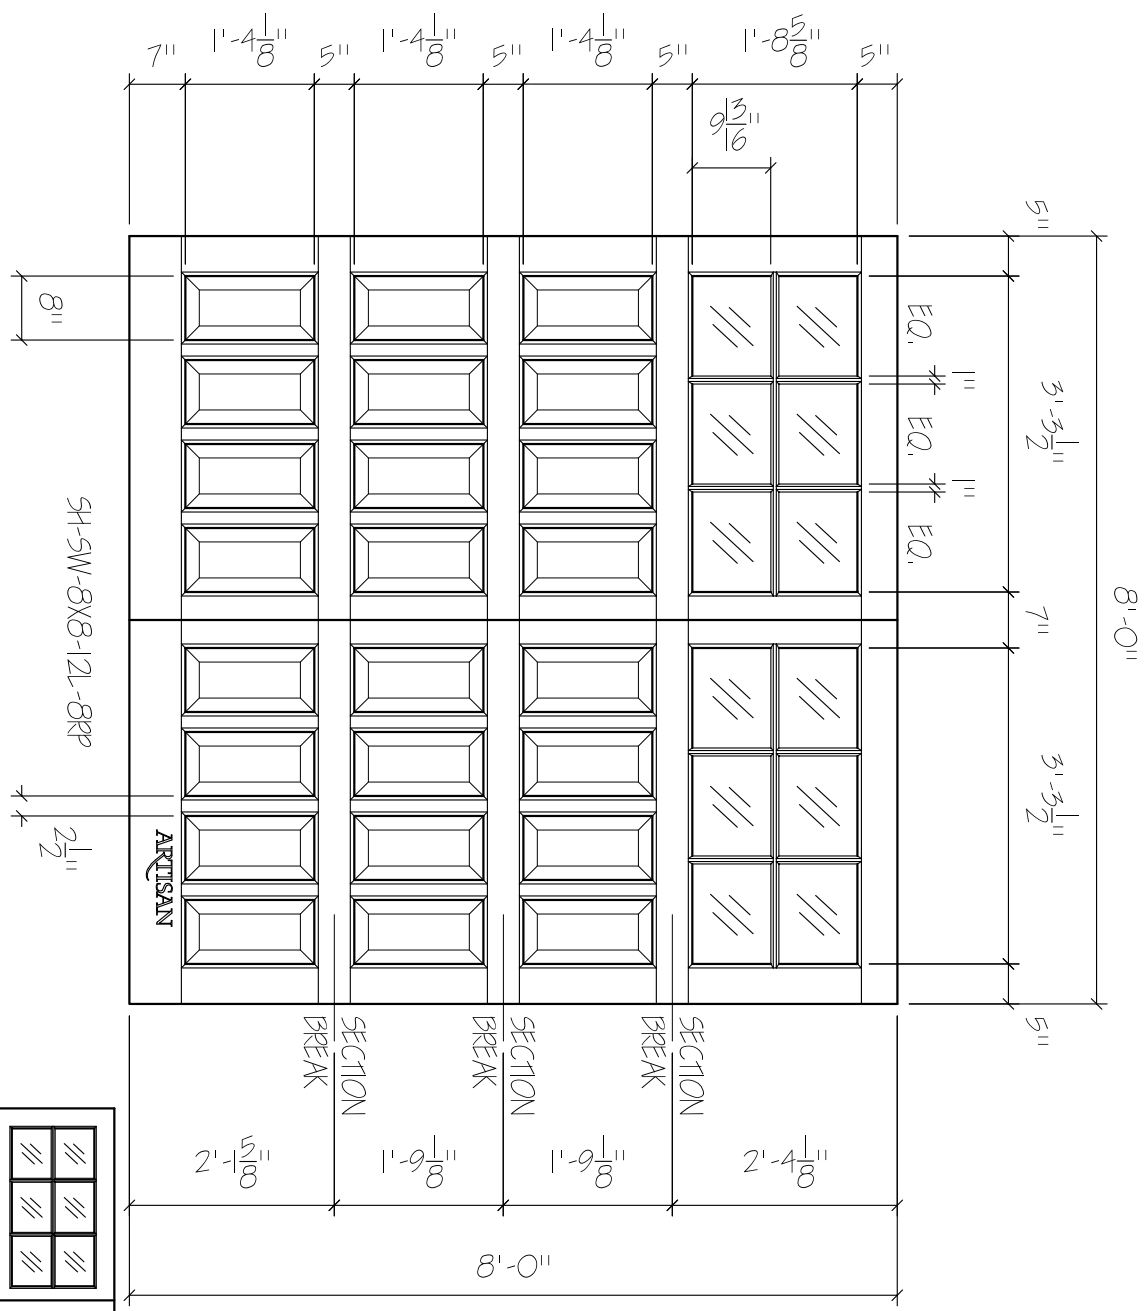 8'-0"
5"
3'-3 1/2"
7"
3'-3 1/2"
5"
EQ.
1"
EQ.
1"
EQ.
5"
1'-8 5/8"
9 3/16"
5"
1'-4 1/8"
5"
1'-4 1/8"
5"
1'-4 1/8"
7"
SECTION
BREAK
SECTION
BREAK
SECTION
BREAK
2'-4 1/8"
1'-9 1/8"
1'-9 1/8"
2'-1 5/8"
8'-0"
ARTISAN
8"
2 1/2"
SH-SW-8X8-12L-8RP